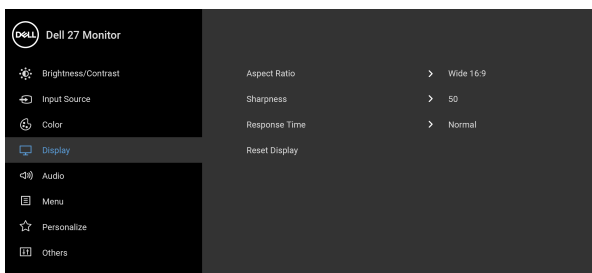 DELL Dell 27 Monitor
Brightness/Contrast
Aspect Ratio > Wide 16:9
Input Source
Sharpness > 50
Color
Response Time > Normal
Display
Reset Display
Audio
Menu
Personalize
Others